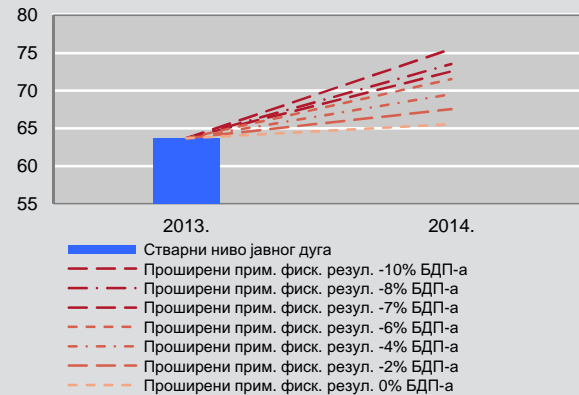 80
75
70
65
60
55
2013. 2014.
Стварни ниво јавног дуга
Проширени прим. фиск. резул. -10% БДП-а
Проширени прим. фиск. резул. -8% БДП-а
Проширени прим. фиск. резул. -7% БДП-а
Проширени прим. фиск. резул. -6% БДП-а
Проширени прим. фиск. резул. -4% БДП-а
Проширени прим. фиск. резул. -2% БДП-а
Проширени прим. фиск. резул. 0% БДП-а